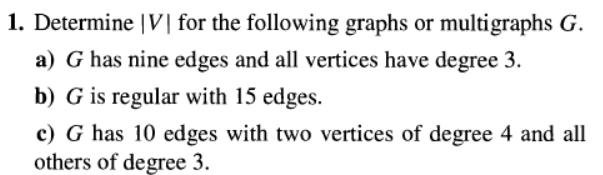 1. Determine |V| for the following graphs or multigraphs G.
a) G has nine edges and all vertices have degree 3.
b) G is regular with 15 edges.
c) G has 10 edges with two vertices of degree 4 and all
others of degree 3.